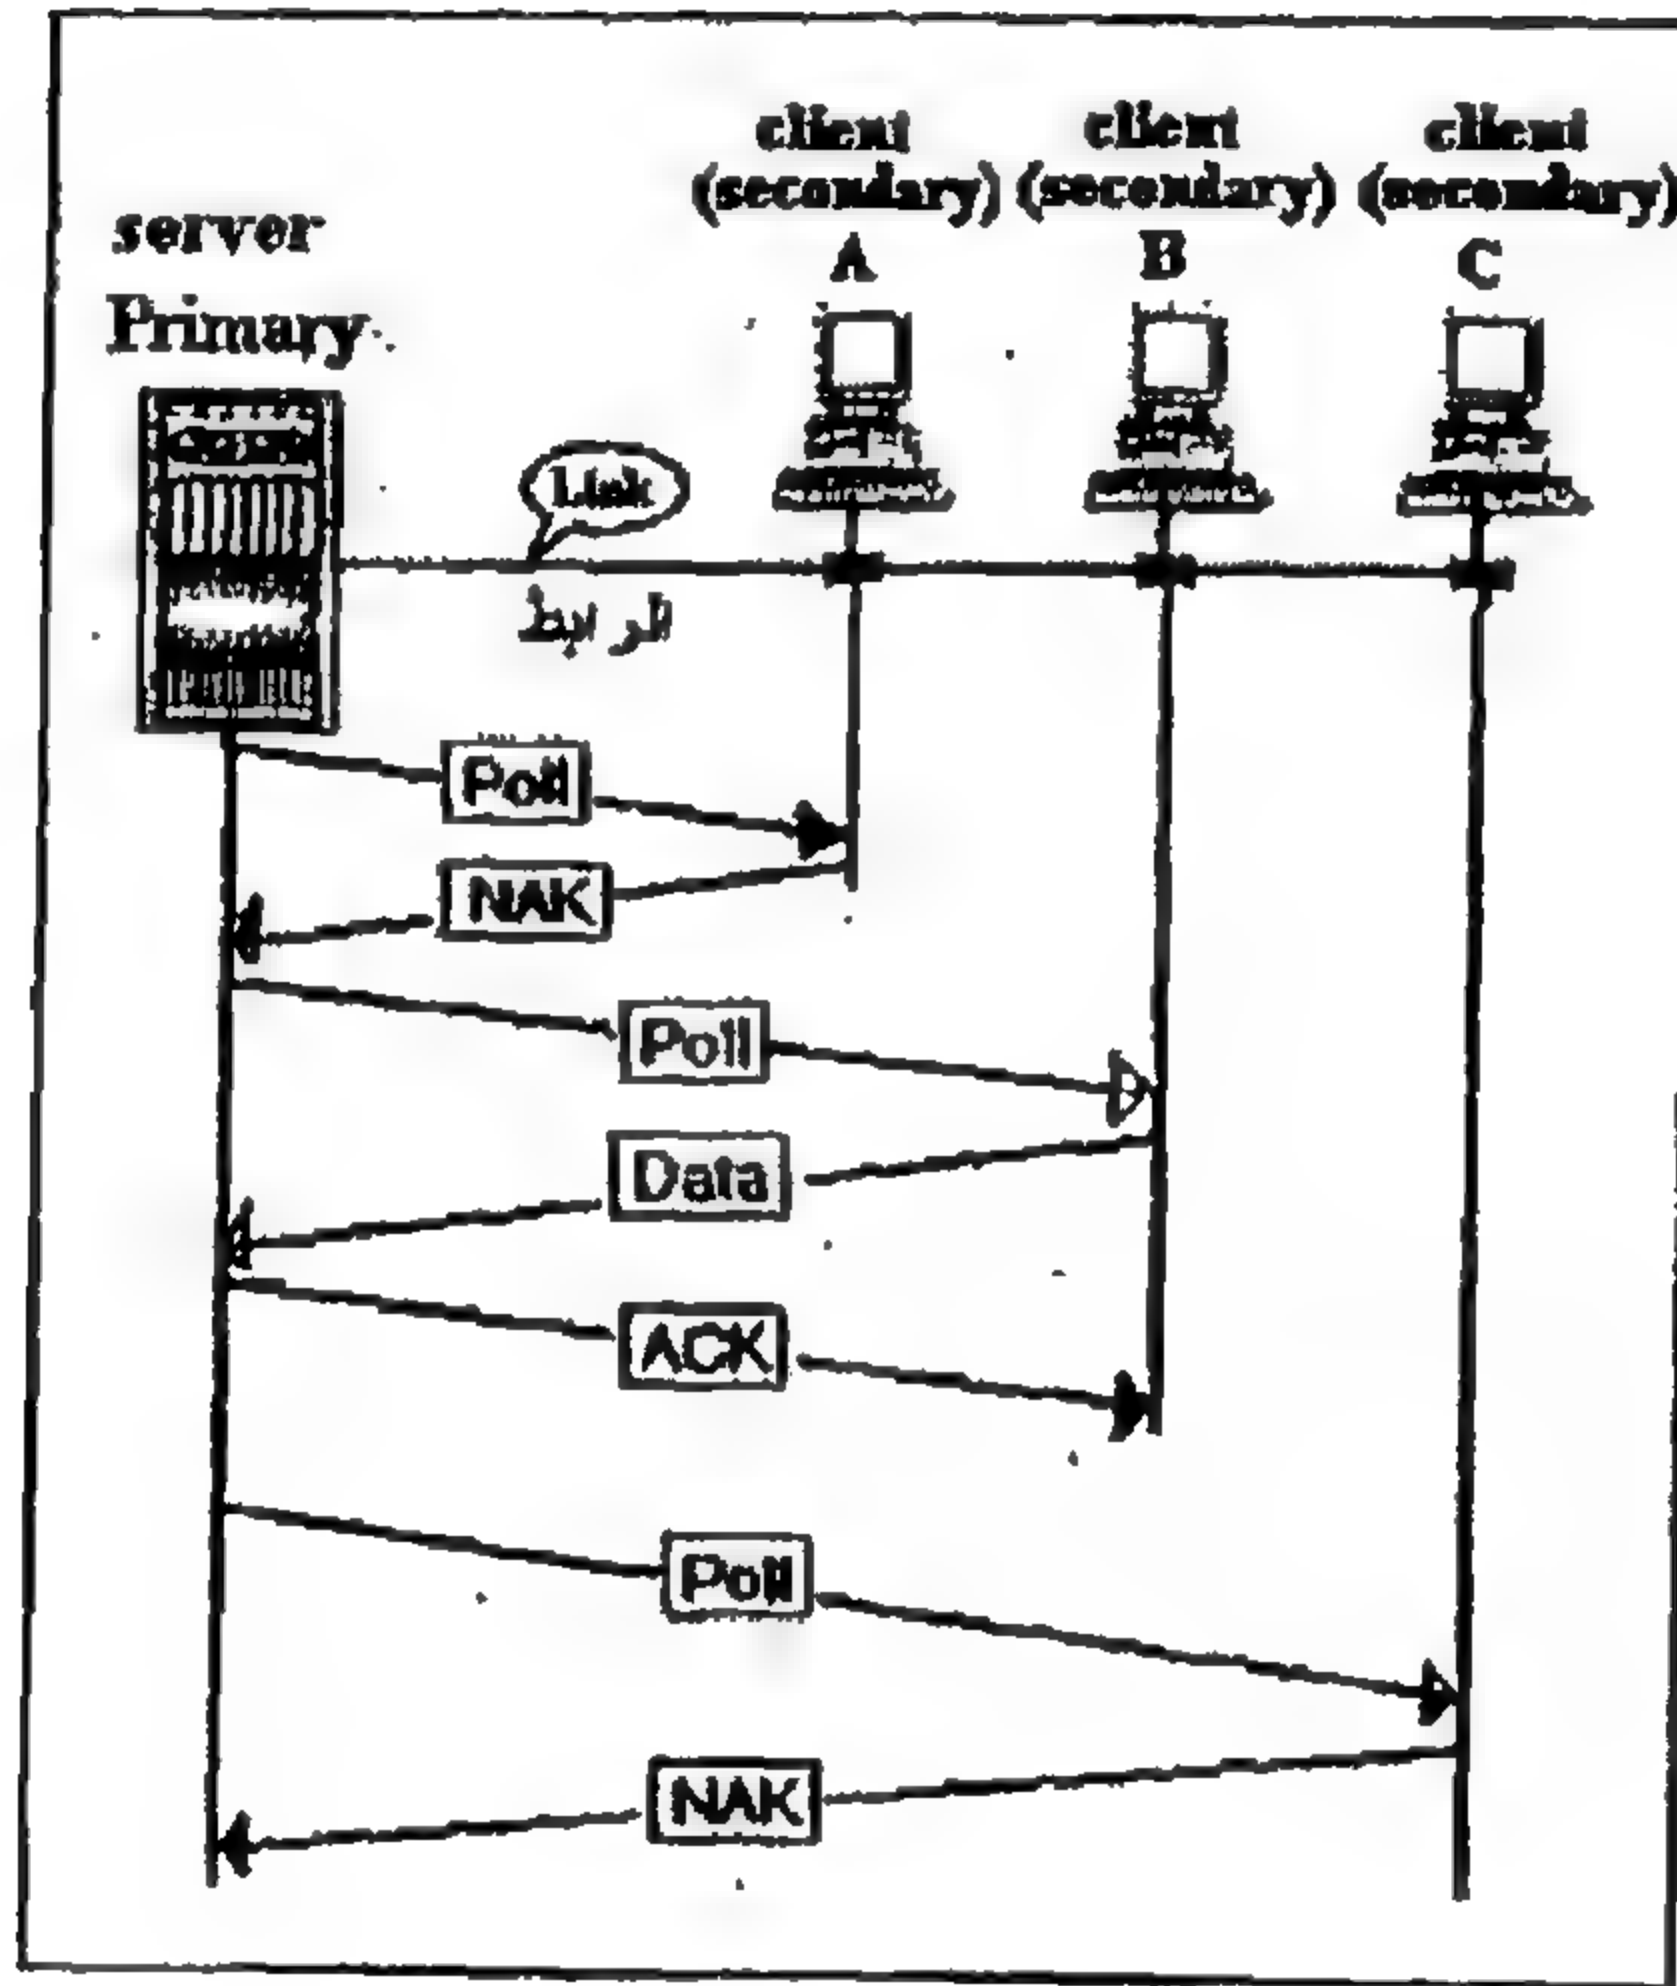 server
Primary
client
(secondary)
A
client
(secondary)
B
client
(secondary)
C
Link
الرابط
Poll
NAK
Poll
Data
ACK
Poll
NAK